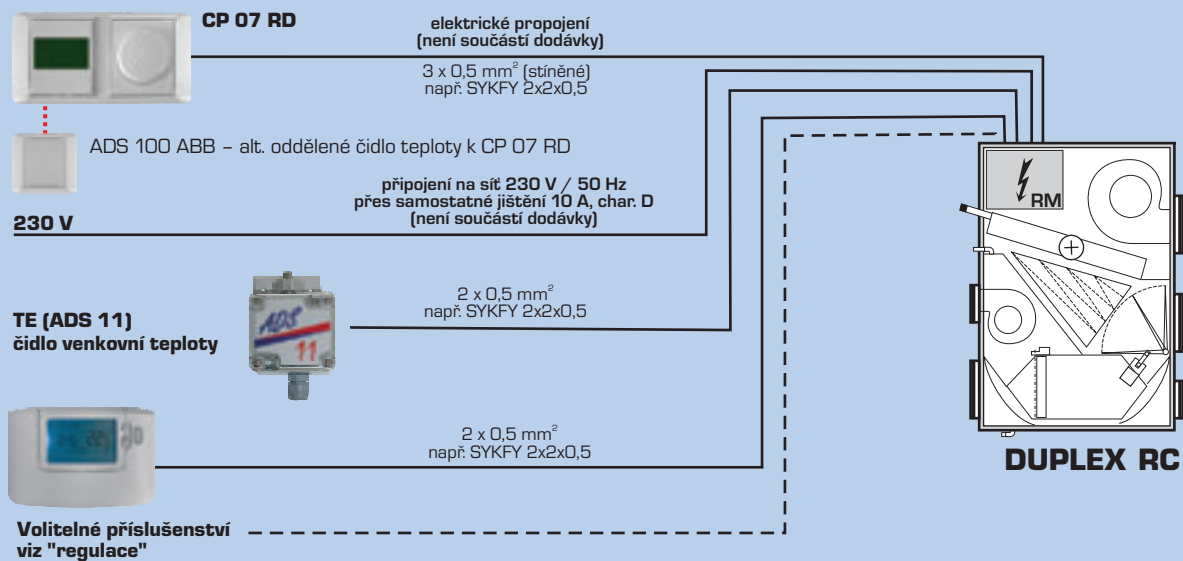 CP 07 RD
elektrické propojení
(není součástí dodávky)
3 x 0,5 mm² (stíněné)
např. SYKFY 2x2x0,5
ADS 100 ABB – alt. oddělené čidlo teploty k CP 07 RD
připojení na síť 230 V / 50 Hz
přes samostatné jištění 10 A, char. D
(není součástí dodávky)
230 V
RM
2 x 0,5 mm²
např. SYKFY 2x2x0,5
TE (ADS 11)
čidlo venkovní teploty
ADS
11
2 x 0,5 mm²
např. SYKFY 2x2x0,5
DUPLEX RC
Volitelné příslušenství
viz "regulace"